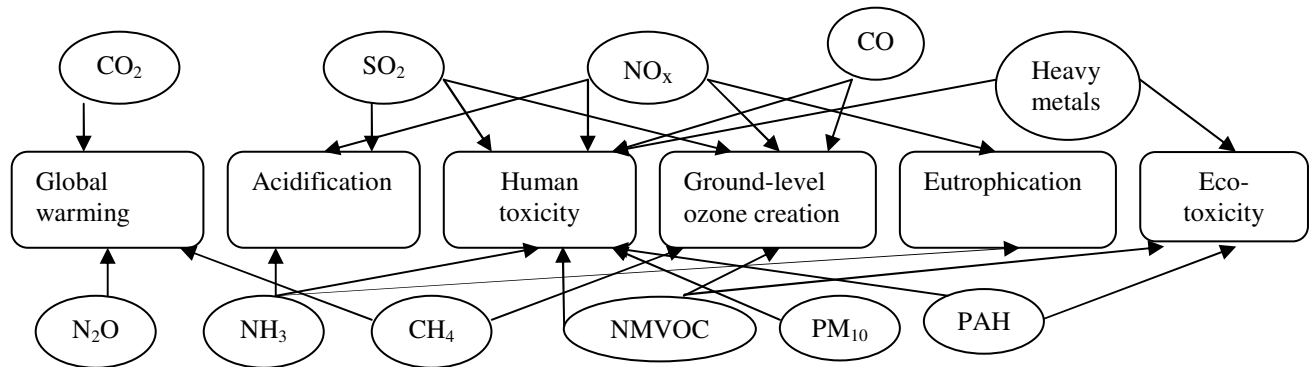 CO₂
SO₂
NOₓ
CO
Heavy
metals
Global
warming
Acidification
Human
toxicity
Ground-level
ozone creation
Eutrophication
Eco-
toxicity
N₂O
NH₃
CH₄
NMVOC
PM₁₀
PAH